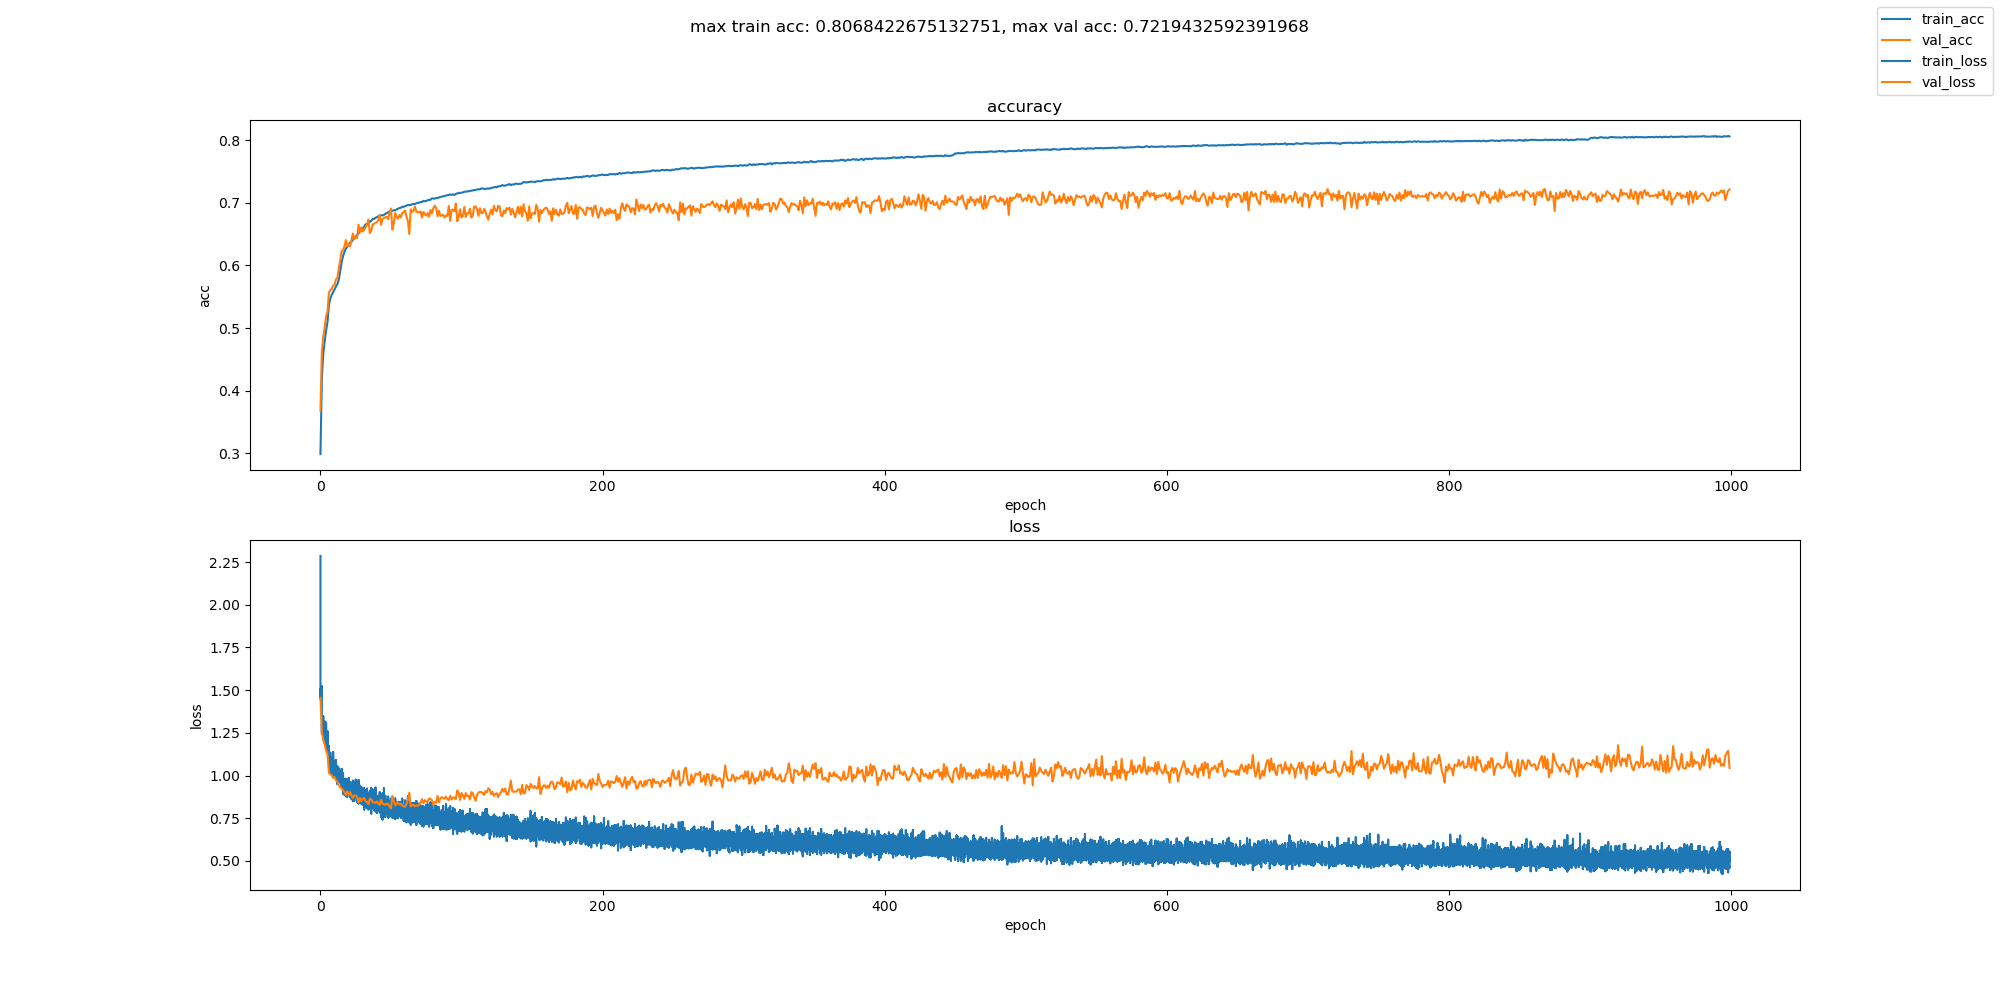 max train acc: 0.8068422675132751, max val acc: 0.7219432592391968
train_acc
val_acc
train_loss
val_loss
accuracy
0.8
0.7
0.6
0.5
0.4
0.3
acc
0 200 400 600 800 1000
epoch
loss
2.25
2.00
1.75
1.50
1.25
1.00
0.75
0.50
loss
0 200 400 600 800 1000
epoch